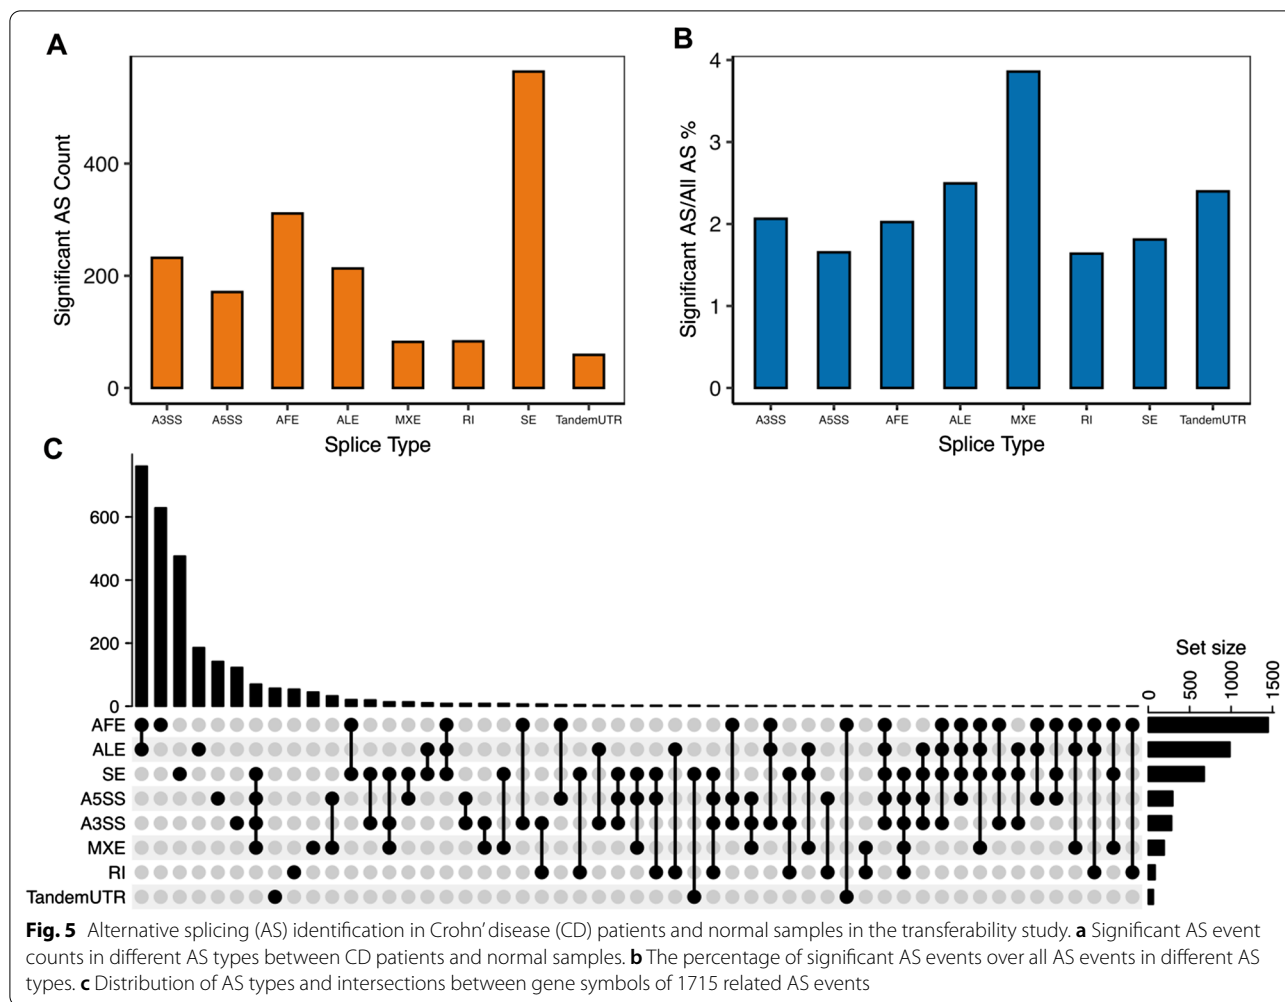 A
Significant AS Count
400
200
0
A3SS A5SS AFE ALE MXE RI SE TandemUTR
Splice Type
B
Significant AS/All AS %
4
3
2
1
0
A3SS A5SS AFE ALE MXE RI SE TandemUTR
Splice Type
C
600
400
200
0
Set size
0 500 1000 1500
AFE
ALE
SE
A5SS
A3SS
MXE
RI
TandemUTR
Fig. 5 Alternative splicing (AS) identification in Crohn' disease (CD) patients and normal samples in the transferability study. a Significant AS event
counts in different AS types between CD patients and normal samples. b The percentage of significant AS events over all AS events in different AS
types. c Distribution of AS types and intersections between gene symbols of 1715 related AS events